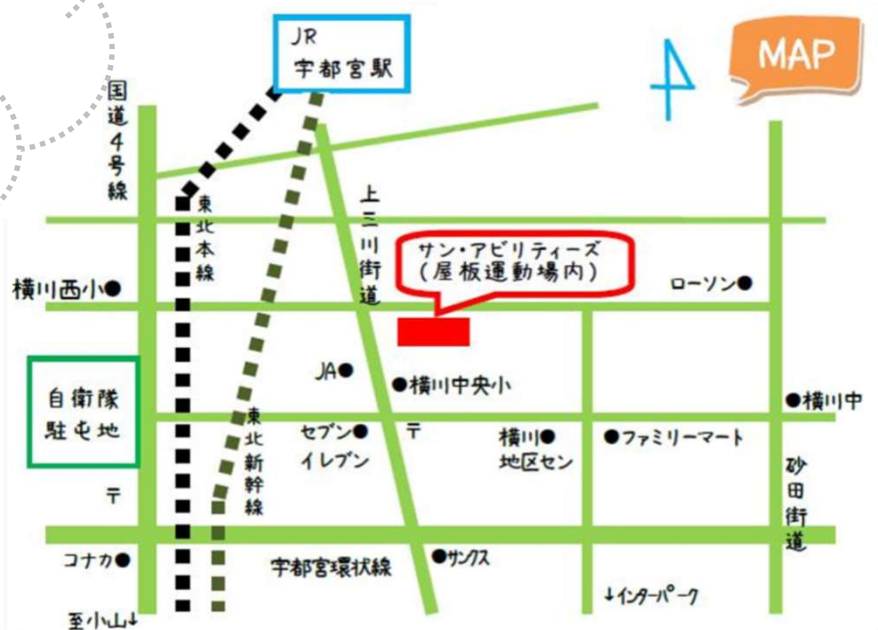 JR
宇都宮駅
MAP
国道4号線
上三川街道
東北本線
サン・アビリティーズ
(屋板運動場内)
横川西小
ローソン
自衛隊
駐屯地
JA
横川中央小
横川中
東北新幹線
セブン
イレブン
〒
横川
地区セン
ファミリーマート
砂田街道
〒
コナカ
宇都宮環状線
サンクス
↓インターパーク
至小山↓